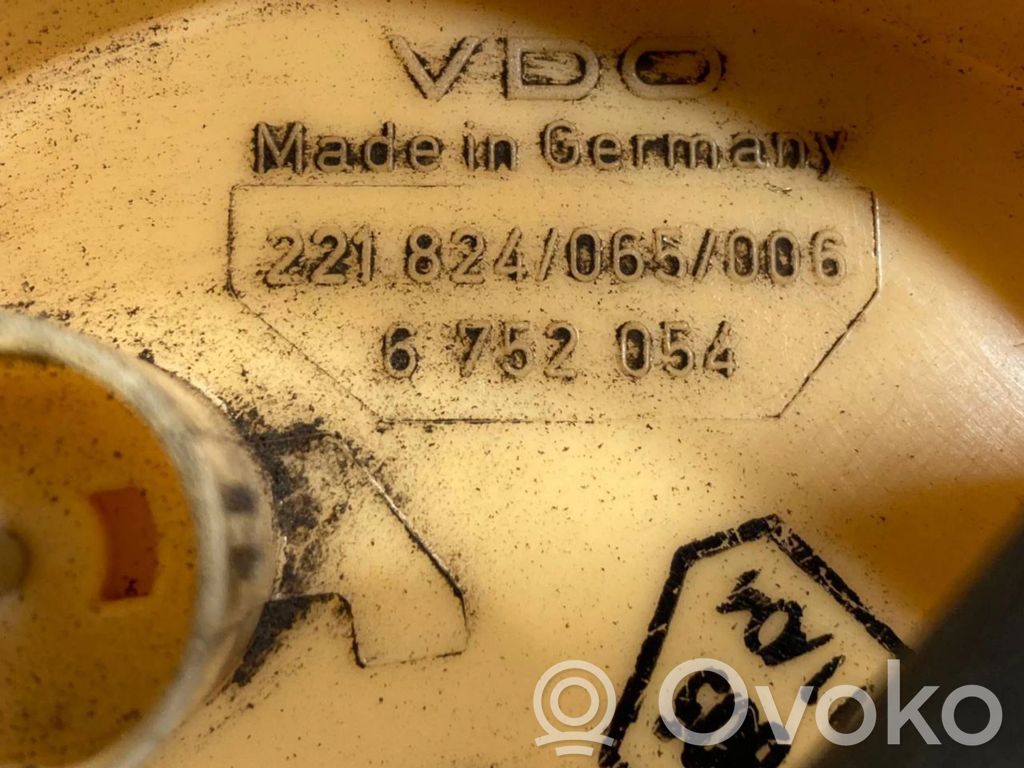 VDO
Made in Germany
221 824/065/006
6 752 054
Ovoko